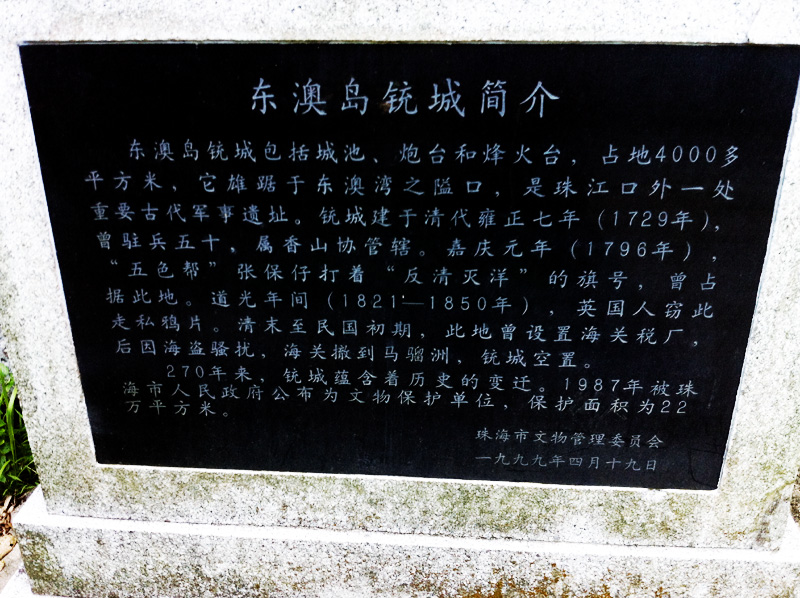 东澳岛铳城简介
东澳岛铳城包括城池、炮台和烽火台，占地4000多
平方米，它雄踞于东澳湾之隘口，是珠江口外一处
重要古代军事遗址。铳城建于清代雍正七年（1729年），
曾驻兵五十，属香山协管辖。嘉庆元年（1796年），
“五色帮”张保仔打着“反清灭洋”的旗号，曾占
据此地。道光年间（1821—1850年），英国人窃此
走私鸦片。清末至民国初期，此地曾设置海关税厂，
后因海盗骚扰，海关撤到马骝洲，铳城空置。
270年来，铳城蕴含着历史的变迁。1987年被珠
海市人民政府公布为文物保护单位，保护面积为22
万平方米。
珠海市文物管理委员会
一九九九年四月十九日